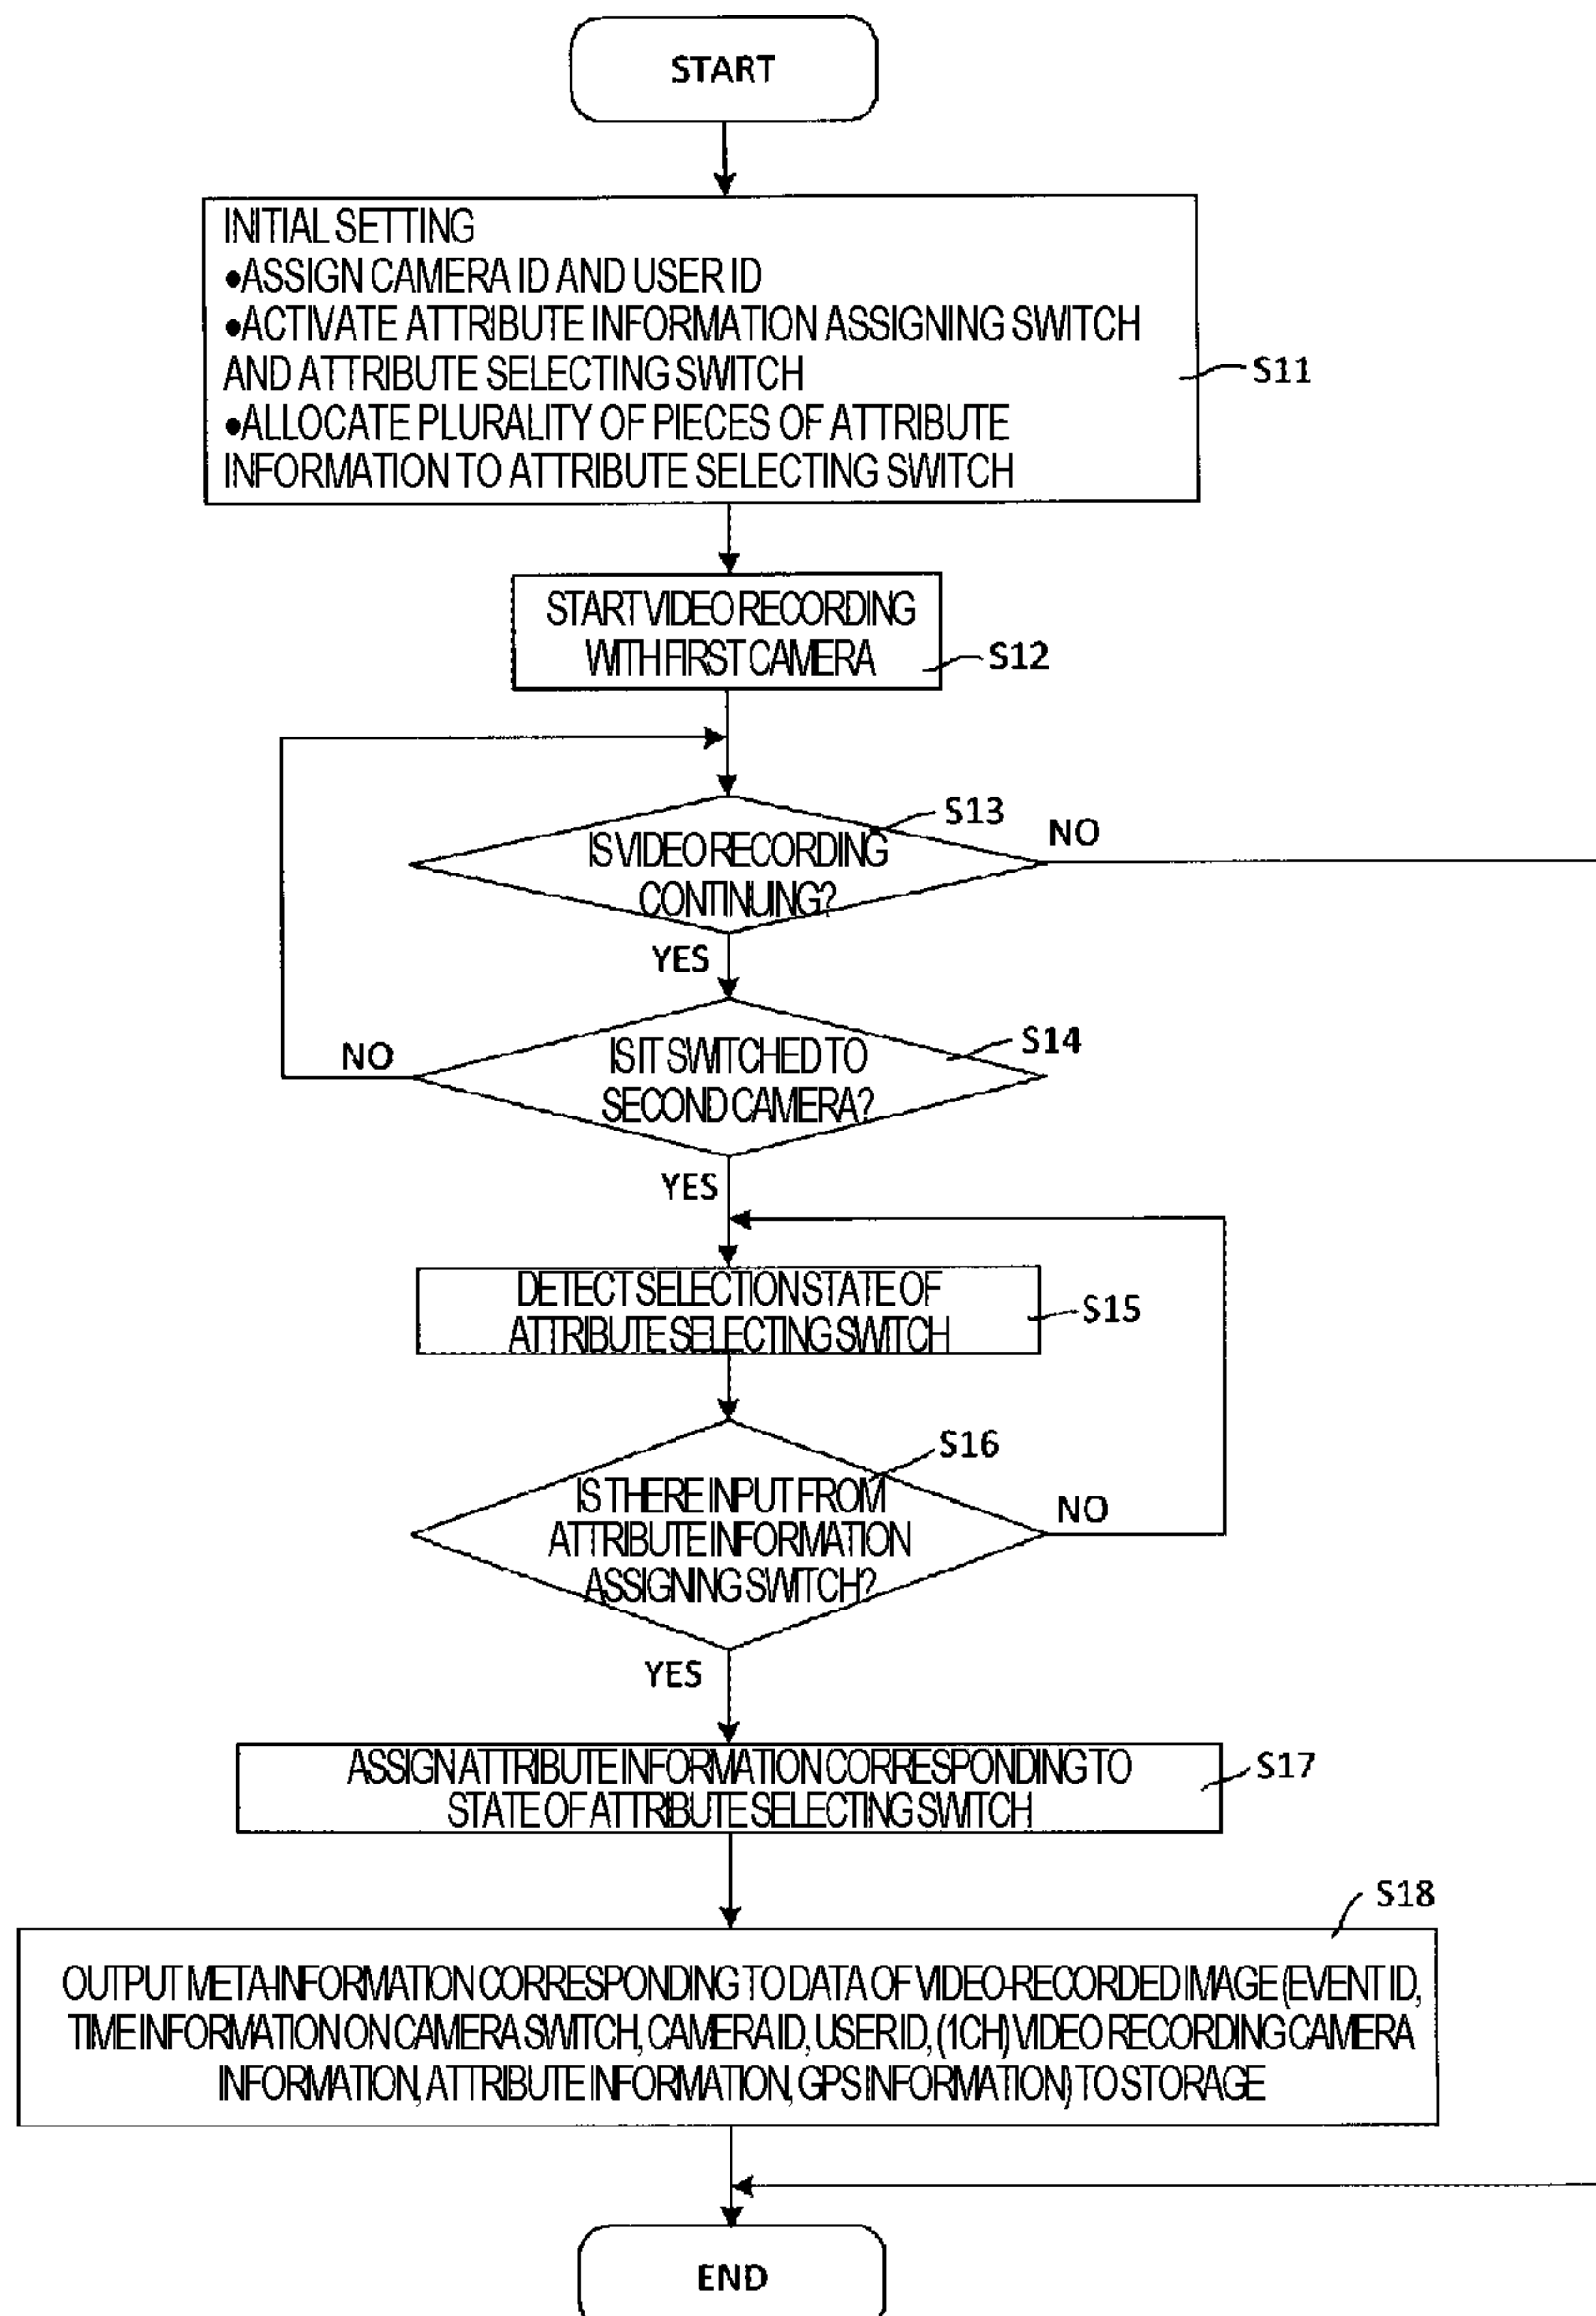 START
INITIAL SETTING
•ASSIGN CAMERA ID AND USER ID
•ACTIVATE ATTRIBUTE INFORMATION ASSIGNING SWITCH
AND ATTRIBUTE SELECTING SWITCH
•ALLOCATE PLURALITY OF PIECES OF ATTRIBUTE
INFORMATION TO ATTRIBUTE SELECTING SWITCH
S11
START VIDEO RECORDING
WITH FIRST CAMERA
S12
S13
NO
IS VIDEO RECORDING
CONTINUING?
YES
S14
NO
IS IT SWITCHED TO
SECOND CAMERA?
YES
DETECT SELECTION STATE OF
ATTRIBUTE SELECTING SWITCH
S15
S16
IS THERE INPUT FROM
ATTRIBUTE INFORMATION
ASSIGNING SWITCH?
NO
YES
ASSIGN ATTRIBUTE INFORMATION CORRESPONDING TO
STATE OF ATTRIBUTE SELECTING SWITCH
S17
S18
OUTPUT META-INFORMATION CORRESPONDING TO DATA OF VIDEO-RECORDED IMAGE (EVENT ID,
TIME INFORMATION ON CAMERA SWITCH, CAMERA ID, USER ID, (1CH) VIDEO RECORDING CAMERA
INFORMATION, ATTRIBUTE INFORMATION, GPS INFORMATION) TO STORAGE
END